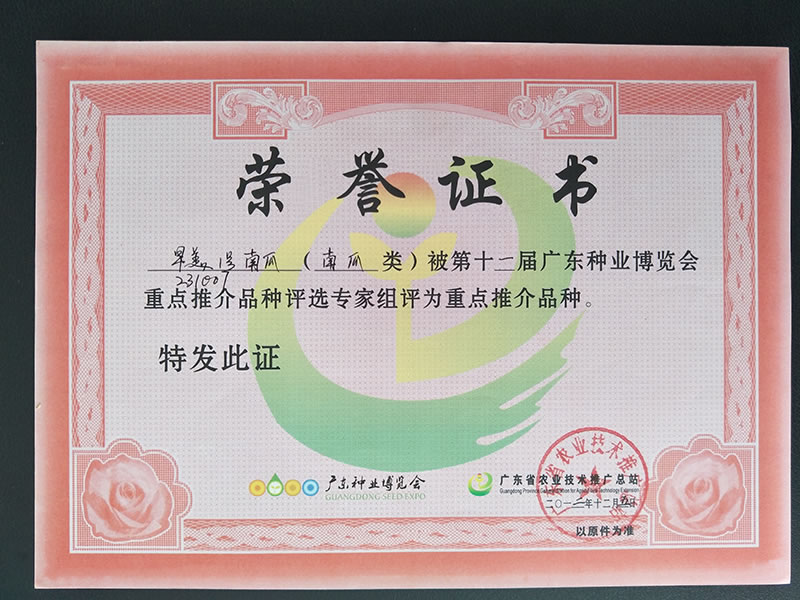 荣誉证书
早美1号南瓜（南瓜类）被第十一届广东种业博览会
231007
重点推介品种评选专家组评为重点推介品种。
特发此证
广东种业博览会
GUANGDONG SEED EXPO
广东省农业技术推广总站
二〇一二年十二月
以原件为准